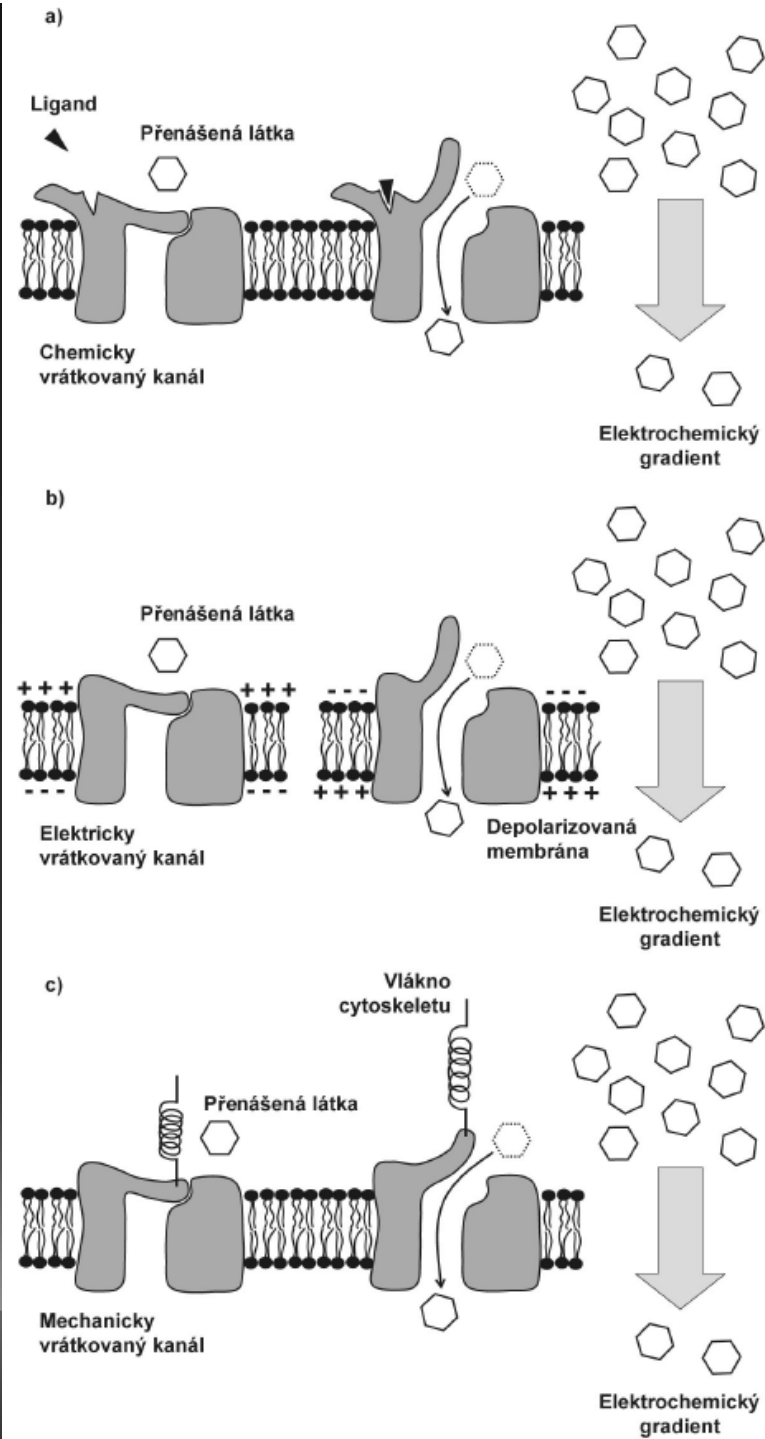 a)
Ligand
Přenášená látka
Chemicky
vrátkovaný kanál
Elektrochemický
gradient
b)
Přenášená látka
+ + +
+ + +
- - -
- - -
- - -
- - -
+ + +
+ + +
Elektricky
vrátkovaný kanál
Depolarizovaná
membrána
Elektrochemický
gradient
c)
Vlákno
cytoskeletu
Přenášená látka
Mechanicky
vrátkovaný kanál
Elektrochemický
gradient